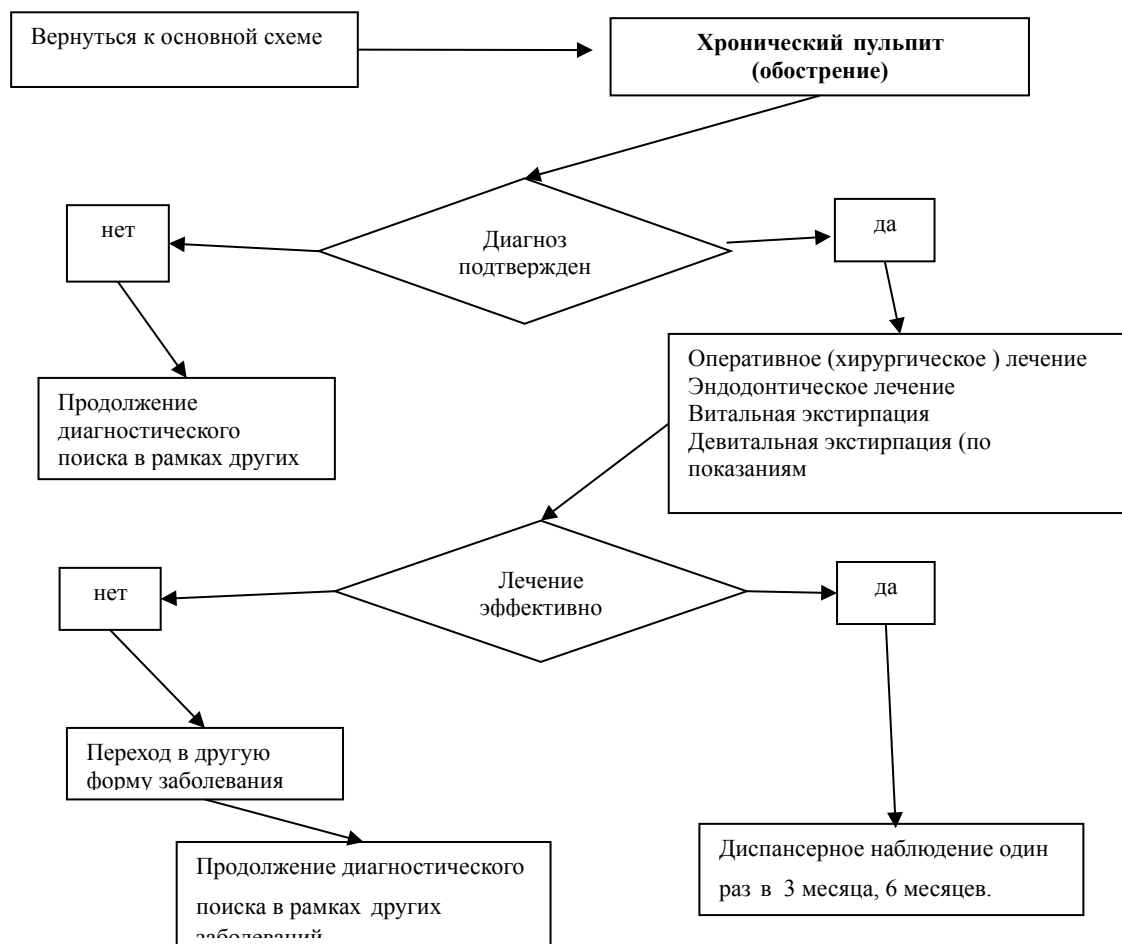 Вернуться к основной схеме
Хронический пульпит
(обострение)
нет
Диагноз
подтвержден
да
Оперативное (хирургическое ) лечение
Эндодонтическое лечение
Витальная экстирпация
Девитальная экстирпация (по
показаниям
Продолжение
диагностического
поиска в рамках других
нет
Лечение
эффективно
да
Переход в другую
форму заболевания
Диспансерное наблюдение один
раз в 3 месяца, 6 месяцев.
Продолжение диагностического
поиска в рамках других
заболеваний